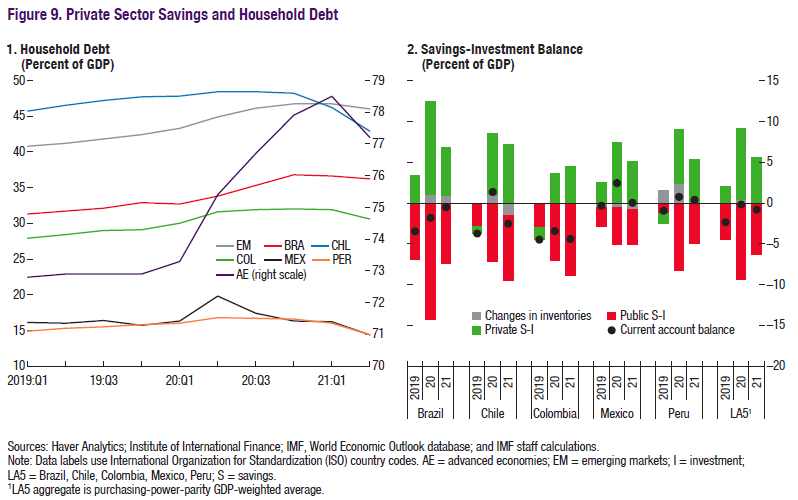 Figure 9. Private Sector Savings and Household Debt
1. Household Debt
(Percent of GDP)
50
45
40
35
30
25
20
15
10
79
78
77
76
75
74
73
72
71
70
EM BRA CHL
COL MEX PER
AE (right scale)
2019:01 19:03 20:01 20:03 21:01
2. Savings-Investment Balance
(Percent of GDP)
15
10
5
0
–5
–10
–15
–20
Changes in inventories Public S-I
Private S-I Current account balance
2019 20 21 2019 20 21 2019 20 21 2019 20 21 2019 20 21 2019 20 21
Brazil Chile Colombia Mexico Peru LA5¹
Sources: Haver Analytics; Institute of International Finance; IMF, World Economic Outlook database; and IMF staff calculations.
Note: Data labels use International Organization for Standardization (ISO) country codes. AE = advanced economies; EM = emerging markets; I = investment;
LA5 = Brazil, Chile, Colombia, Mexico, Peru; S = savings.
¹LA5 aggregate is purchasing-power-parity GDP-weighted average.